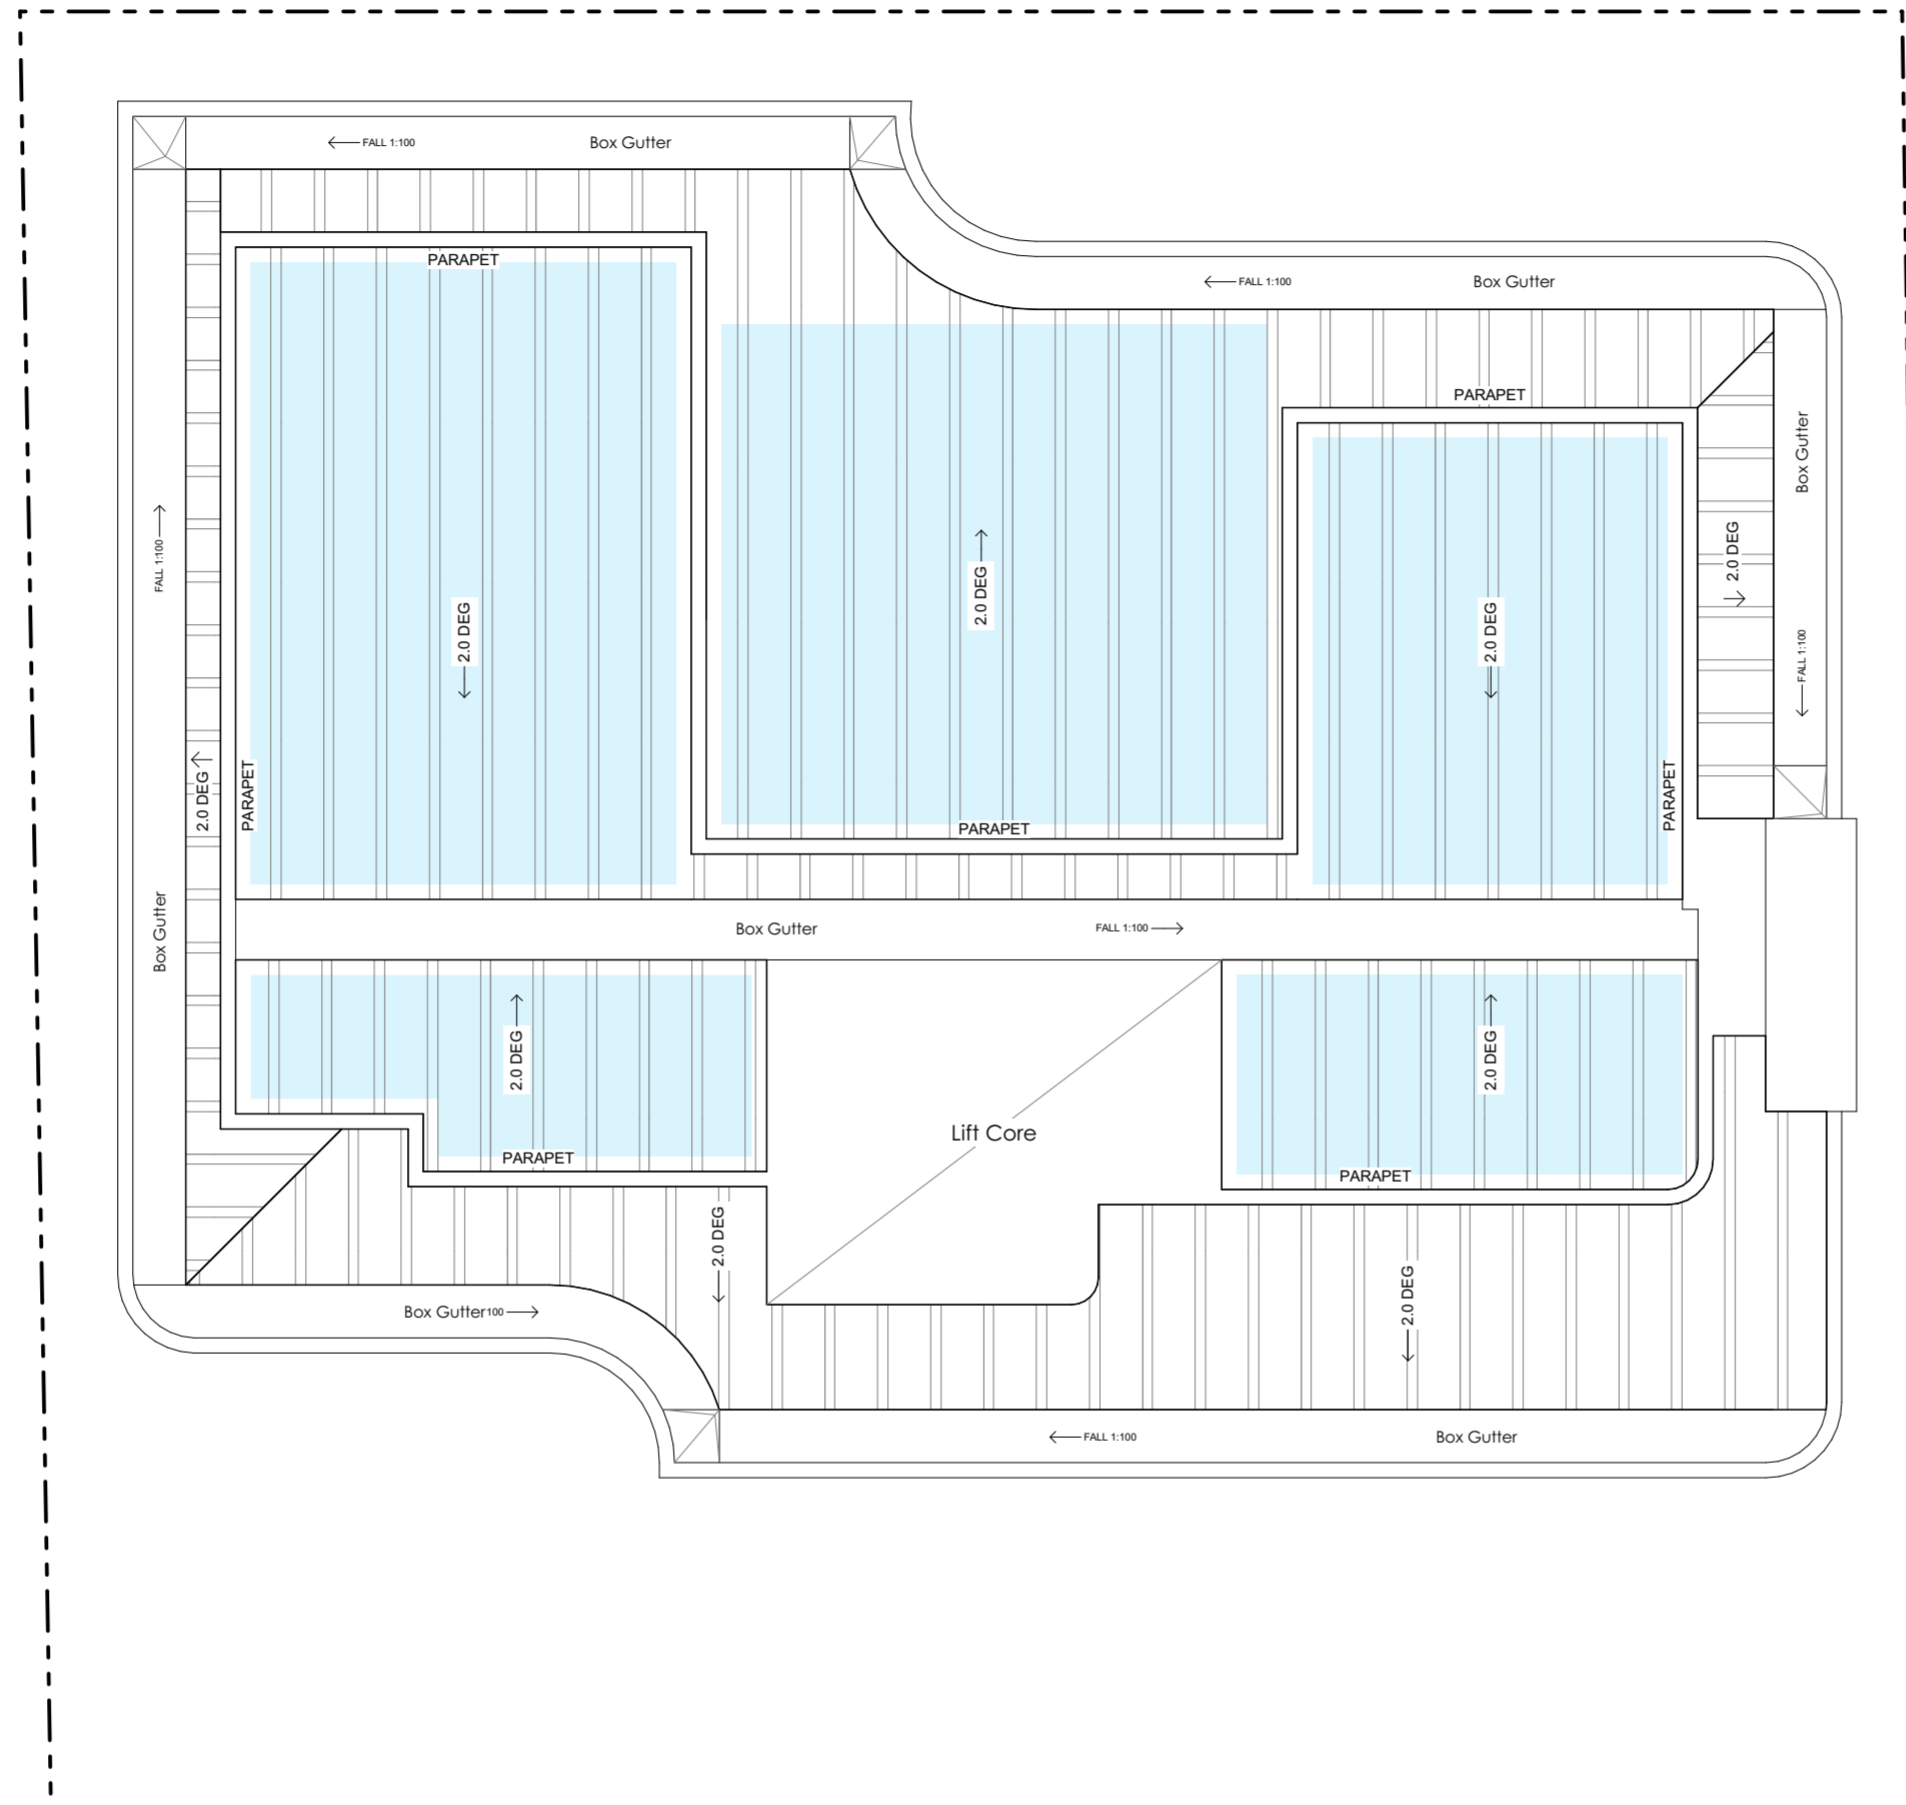 FALL 1:100
Box Gutter
PARAPET
FALL 1:100
Box Gutter
PARAPET
Box Gutter
FALL 1:100
2.0 DEG
2.0 DEG
2.0 DEG
2.0 DEG
FALL 1:100
2.0 DEG
PARAPET
PARAPET
PARAPET
Box Gutter
Box Gutter
FALL 1:100
2.0 DEG
2.0 DEG
Lift Core
PARAPET
PARAPET
2.0 DEG
2.0 DEG
Box Gutter100
FALL 1:100
Box Gutter